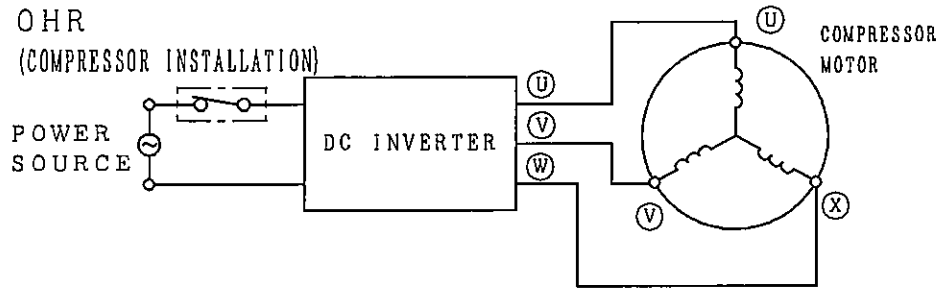 OHR
(COMPRESSOR INSTALLATION)
POWER
SOURCE
DC INVERTER
U
V
W
U
V
X
COMPRESSOR
MOTOR